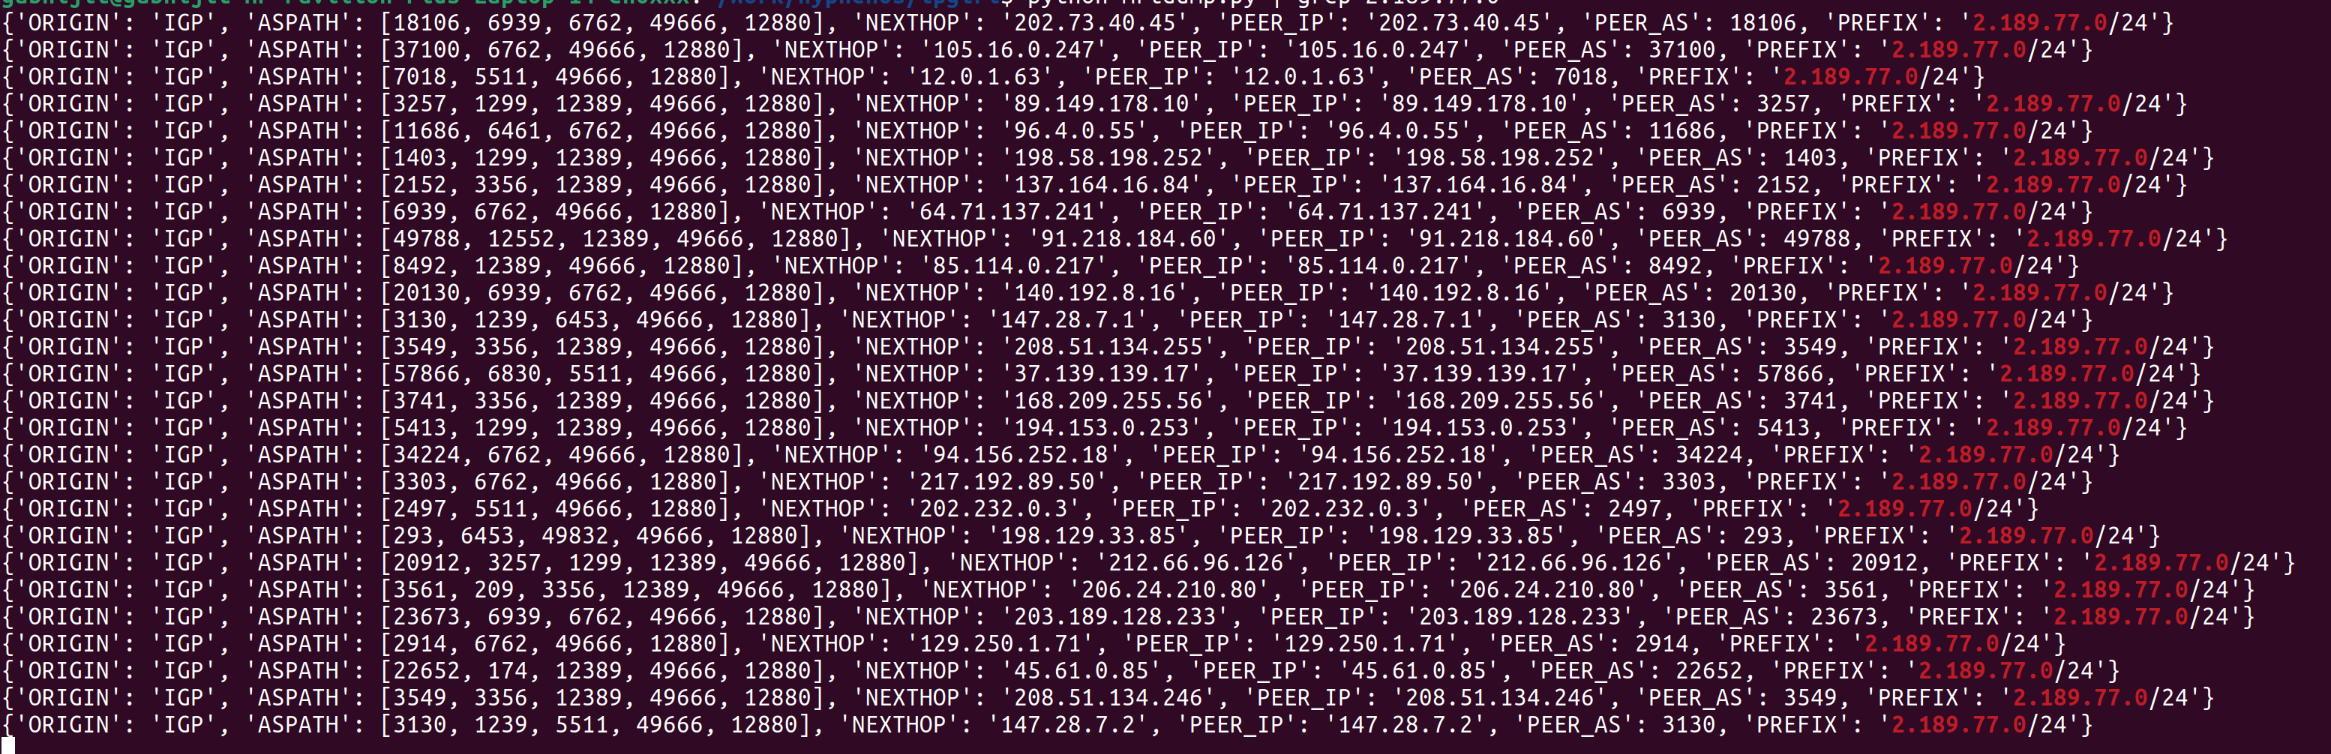 {'ORIGIN': 'IGP', 'ASPATH': [18106, 6939, 6762, 49666, 12880], 'NEXTHOP': '202.73.40.45', 'PEER_IP': '202.73.40.45', 'PEER_AS': 18106, 'PREFIX': '2.189.77.0/24'}
{'ORIGIN': 'IGP', 'ASPATH': [37100, 6762, 49666, 12880], 'NEXTHOP': '105.16.0.247', 'PEER_IP': '105.16.0.247', 'PEER_AS': 37100, 'PREFIX': '2.189.77.0/24'}
{'ORIGIN': 'IGP', 'ASPATH': [7018, 5511, 49666, 12880], 'NEXTHOP': '12.0.1.63', 'PEER_IP': '12.0.1.63', 'PEER_AS': 7018, 'PREFIX': '2.189.77.0/24'}
{'ORIGIN': 'IGP', 'ASPATH': [3257, 1299, 12389, 49666, 12880], 'NEXTHOP': '89.149.178.10', 'PEER_IP': '89.149.178.10', 'PEER_AS': 3257, 'PREFIX': '2.189.77.0/24'}
{'ORIGIN': 'IGP', 'ASPATH': [11686, 6461, 6762, 49666, 12880], 'NEXTHOP': '96.4.0.55', 'PEER_IP': '96.4.0.55', 'PEER_AS': 11686, 'PREFIX': '2.189.77.0/24'}
{'ORIGIN': 'IGP', 'ASPATH': [1403, 1299, 12389, 49666, 12880], 'NEXTHOP': '198.58.198.252', 'PEER_IP': '198.58.198.252', 'PEER_AS': 1403, 'PREFIX': '2.189.77.0/24'}
{'ORIGIN': 'IGP', 'ASPATH': [2152, 3356, 12389, 49666, 12880], 'NEXTHOP': '137.164.16.84', 'PEER_IP': '137.164.16.84', 'PEER_AS': 2152, 'PREFIX': '2.189.77.0/24'}
{'ORIGIN': 'IGP', 'ASPATH': [6939, 6762, 49666, 12880], 'NEXTHOP': '64.71.137.241', 'PEER_IP': '64.71.137.241', 'PEER_AS': 6939, 'PREFIX': '2.189.77.0/24'}
{'ORIGIN': 'IGP', 'ASPATH': [49788, 12552, 12389, 49666, 12880], 'NEXTHOP': '91.218.184.60', 'PEER_IP': '91.218.184.60', 'PEER_AS': 49788, 'PREFIX': '2.189.77.0/24'}
{'ORIGIN': 'IGP', 'ASPATH': [8492, 12389, 49666, 12880], 'NEXTHOP': '85.114.0.217', 'PEER_IP': '85.114.0.217', 'PEER_AS': 8492, 'PREFIX': '2.189.77.0/24'}
{'ORIGIN': 'IGP', 'ASPATH': [20130, 6939, 6762, 49666, 12880], 'NEXTHOP': '140.192.8.16', 'PEER_IP': '140.192.8.16', 'PEER_AS': 20130, 'PREFIX': '2.189.77.0/24'}
{'ORIGIN': 'IGP', 'ASPATH': [3130, 1239, 6453, 49666, 12880], 'NEXTHOP': '147.28.7.1', 'PEER_IP': '147.28.7.1', 'PEER_AS': 3130, 'PREFIX': '2.189.77.0/24'}
{'ORIGIN': 'IGP', 'ASPATH': [3549, 3356, 12389, 49666, 12880], 'NEXTHOP': '208.51.134.255', 'PEER_IP': '208.51.134.255', 'PEER_AS': 3549, 'PREFIX': '2.189.77.0/24'}
{'ORIGIN': 'IGP', 'ASPATH': [57866, 6830, 5511, 49666, 12880], 'NEXTHOP': '37.139.139.17', 'PEER_IP': '37.139.139.17', 'PEER_AS': 57866, 'PREFIX': '2.189.77.0/24'}
{'ORIGIN': 'IGP', 'ASPATH': [3741, 3356, 12389, 49666, 12880], 'NEXTHOP': '168.209.255.56', 'PEER_IP': '168.209.255.56', 'PEER_AS': 3741, 'PREFIX': '2.189.77.0/24'}
{'ORIGIN': 'IGP', 'ASPATH': [5413, 1299, 12389, 49666, 12880], 'NEXTHOP': '194.153.0.253', 'PEER_IP': '194.153.0.253', 'PEER_AS': 5413, 'PREFIX': '2.189.77.0/24'}
{'ORIGIN': 'IGP', 'ASPATH': [34224, 6762, 49666, 12880], 'NEXTHOP': '94.156.252.18', 'PEER_IP': '94.156.252.18', 'PEER_AS': 34224, 'PREFIX': '2.189.77.0/24'}
{'ORIGIN': 'IGP', 'ASPATH': [3303, 6762, 49666, 12880], 'NEXTHOP': '217.192.89.50', 'PEER_IP': '217.192.89.50', 'PEER_AS': 3303, 'PREFIX': '2.189.77.0/24'}
{'ORIGIN': 'IGP', 'ASPATH': [2497, 5511, 49666, 12880], 'NEXTHOP': '202.232.0.3', 'PEER_IP': '202.232.0.3', 'PEER_AS': 2497, 'PREFIX': '2.189.77.0/24'}
{'ORIGIN': 'IGP', 'ASPATH': [293, 6453, 49832, 49666, 12880], 'NEXTHOP': '198.129.33.85', 'PEER_IP': '198.129.33.85', 'PEER_AS': 293, 'PREFIX': '2.189.77.0/24'}
{'ORIGIN': 'IGP', 'ASPATH': [20912, 3257, 1299, 12389, 49666, 12880], 'NEXTHOP': '212.66.96.126', 'PEER_IP': '212.66.96.126', 'PEER_AS': 20912, 'PREFIX': '2.189.77.0/24'}
{'ORIGIN': 'IGP', 'ASPATH': [3561, 209, 3356, 12389, 49666, 12880], 'NEXTHOP': '206.24.210.80', 'PEER_IP': '206.24.210.80', 'PEER_AS': 3561, 'PREFIX': '2.189.77.0/24'}
{'ORIGIN': 'IGP', 'ASPATH': [23673, 6939, 6762, 49666, 12880], 'NEXTHOP': '203.189.128.233', 'PEER_IP': '203.189.128.233', 'PEER_AS': 23673, 'PREFIX': '2.189.77.0/24'}
{'ORIGIN': 'IGP', 'ASPATH': [2914, 6762, 49666, 12880], 'NEXTHOP': '129.250.1.71', 'PEER_IP': '129.250.1.71', 'PEER_AS': 2914, 'PREFIX': '2.189.77.0/24'}
{'ORIGIN': 'IGP', 'ASPATH': [22652, 174, 12389, 49666, 12880], 'NEXTHOP': '45.61.0.85', 'PEER_IP': '45.61.0.85', 'PEER_AS': 22652, 'PREFIX': '2.189.77.0/24'}
{'ORIGIN': 'IGP', 'ASPATH': [3549, 3356, 12389, 49666, 12880], 'NEXTHOP': '208.51.134.246', 'PEER_IP': '208.51.134.246', 'PEER_AS': 3549, 'PREFIX': '2.189.77.0/24'}
{'ORIGIN': 'IGP', 'ASPATH': [3130, 1239, 5511, 49666, 12880], 'NEXTHOP': '147.28.7.2', 'PEER_IP': '147.28.7.2', 'PEER_AS': 3130, 'PREFIX': '2.189.77.0/24'}